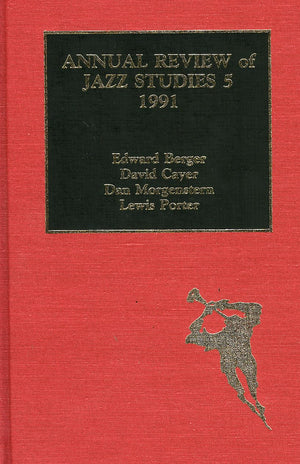 ANNUAL REVIEW of
JAZZ STUDIES 5
1991
Edward Berger
David Cayer
Dan Morgenstern
Lewis Porter